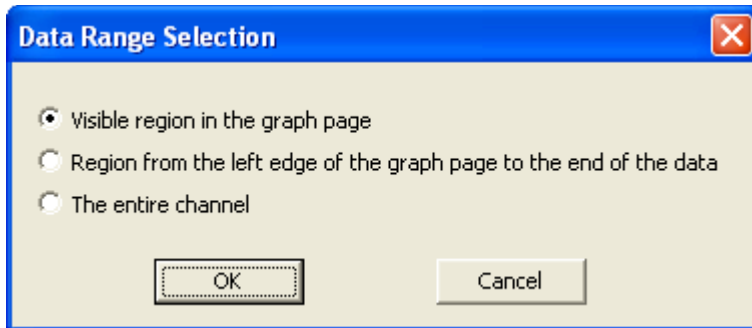 Data Range Selection
Visible region in the graph page
Region from the left edge of the graph page to the end of the data
The entire channel
OK
Cancel